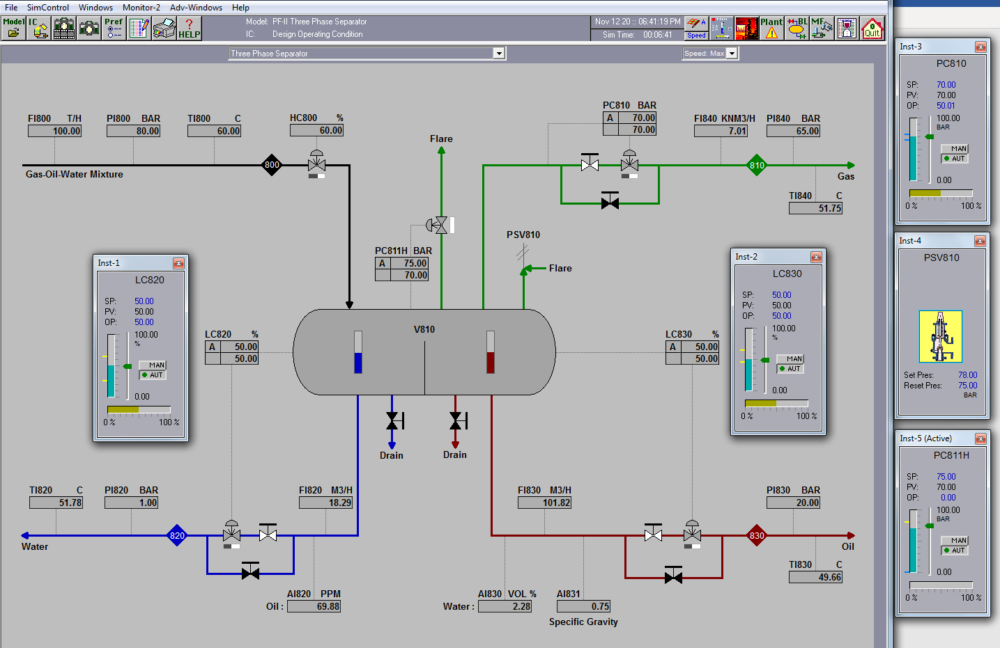 File SimControl Windows Monitor-2 Adv-Windows Help
Model IC Pref HELP
?
Model: PF-II Three Phase Separator
IC: Design Operating Condition
Nov 12 20 :: 06:41:19 PM
Sim Time: 00:06:41
A Speed Plant BL MF Quit
Three Phase Separator
Speed: Max
FI800 T/H
100.00
PI800 BAR
80.00
TI800 C
60.00
HC800 %
60.00
Flare
PC810 BAR
A 70.00
70.00
FI840 KNM3/H
7.01
PI840 BAR
65.00
800
Gas-Oil-Water Mixture
810
Gas
TI840 C
51.75
PC811H BAR
A 75.00
70.00
PSV810
Flare
Inst-1
LC820
SP: 50.00
PV: 50.00
OP: 50.00
100.00
%
MAN
AUT
0.00
0 % 100 %
LC820 %
A 50.00
50.00
V810
LC830 %
A 50.00
50.00
Inst-2
LC830
SP: 50.00
PV: 50.00
OP: 50.00
100.00
%
MAN
AUT
0.00
0 % 100 %
Drain
Drain
TI820 C
51.78
PI820 BAR
1.00
FI820 M3/H
18.29
FI830 M3/H
101.82
PI830 BAR
20.00
820
Water
830
Oil
TI830 C
49.66
AI820 PPM
Oil : 69.88
AI830 VOL %
Water : 2.28
AI831
0.75
Specific Gravity
Inst-3
PC810
SP: 70.00
PV: 70.00
OP: 50.01
100.00
BAR
MAN
AUT
0.00
0 % 100 %
Inst-4
PSV810
Set Pres: 78.00
Reset Pres: 75.00
BAR
Inst-5 (Active)
PC811H
SP: 75.00
PV: 70.00
OP: 0.00
100.00
BAR
MAN
AUT
0.00
0 % 100 %